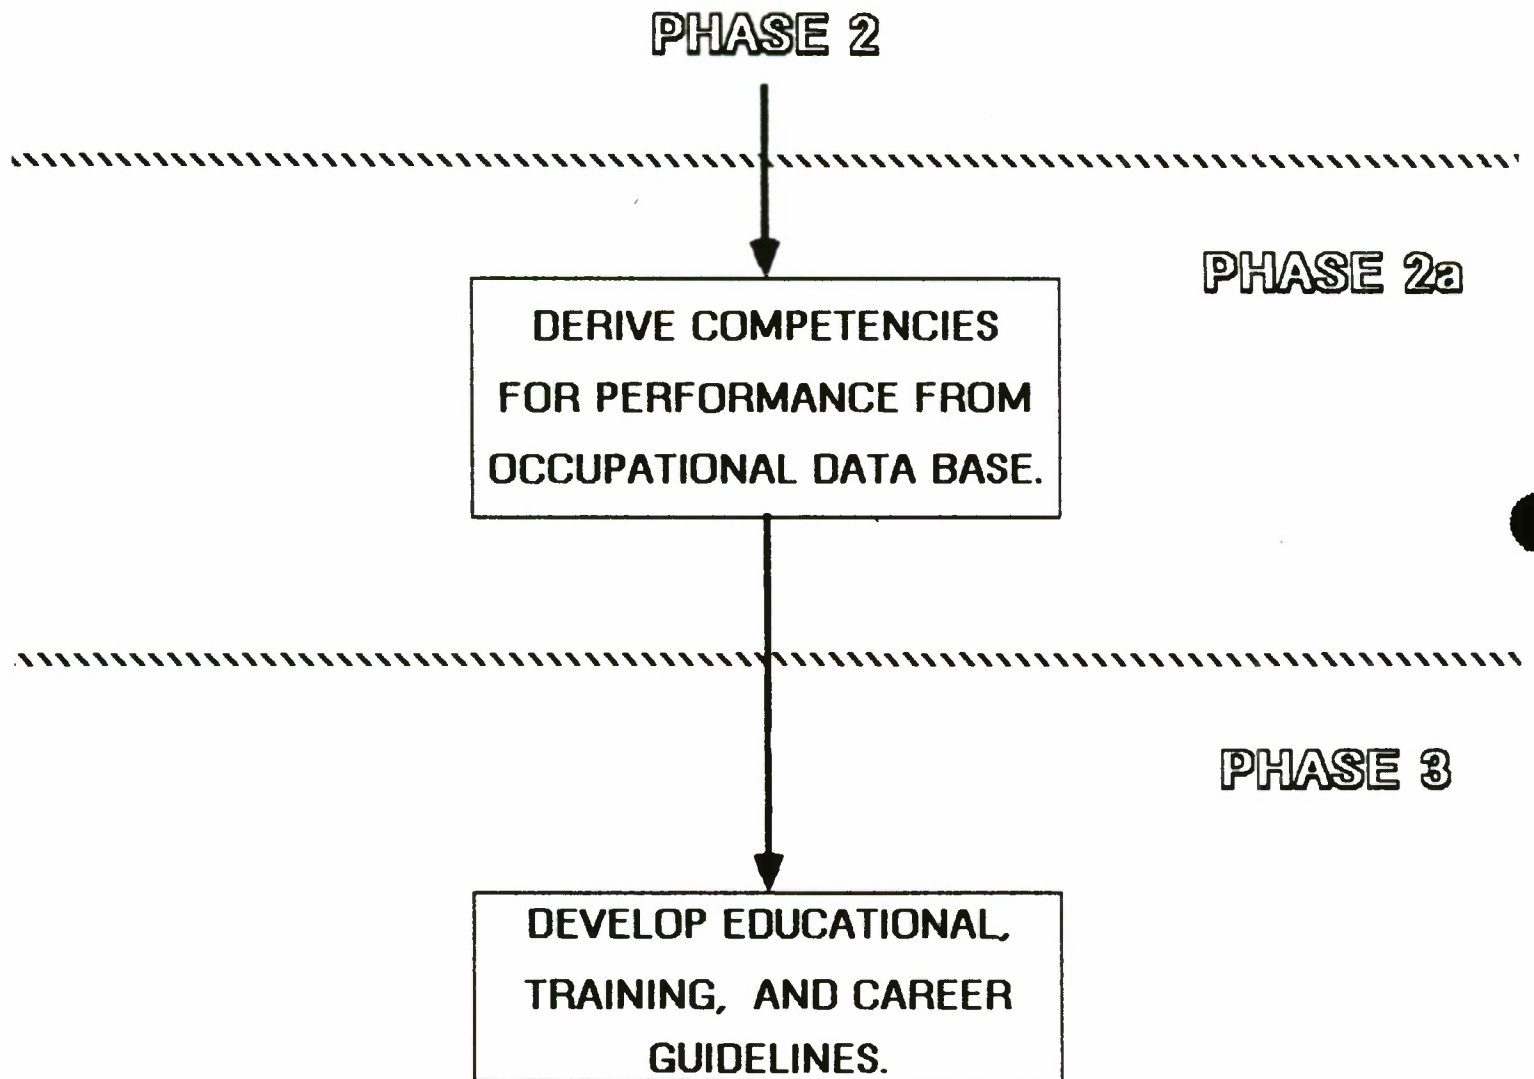 PHASE 2
PHASE 2a
DERIVE COMPETENCIES
FOR PERFORMANCE FROM
OCCUPATIONAL DATA BASE.
PHASE 3
DEVELOP EDUCATIONAL,
TRAINING, AND CAREER
GUIDELINES.